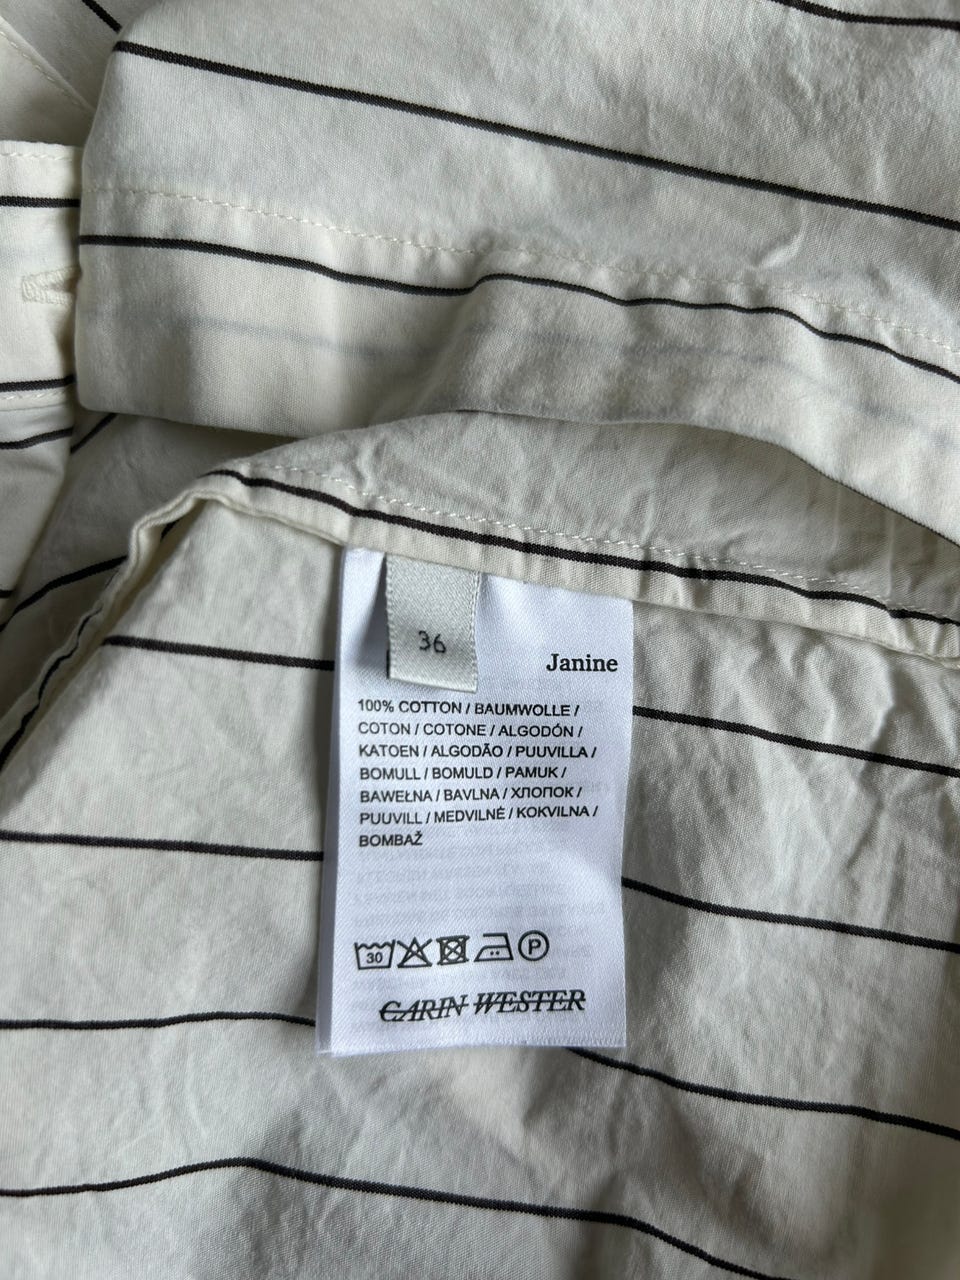 36
Janine
100% COTTON / BAUMWOLLE /
COTON / COTONE / ALGODÓN /
KATOEN / ALGODÃO / PUUVILLA /
BOMULL / BOMULD / PAMUK /
BAWEŁNA / BAVLNA / ХЛОПОК /
PUUVILL / MEDVILNĖ / KOKVILNA /
BOMBAŽ
30
P
CARIN WESTER